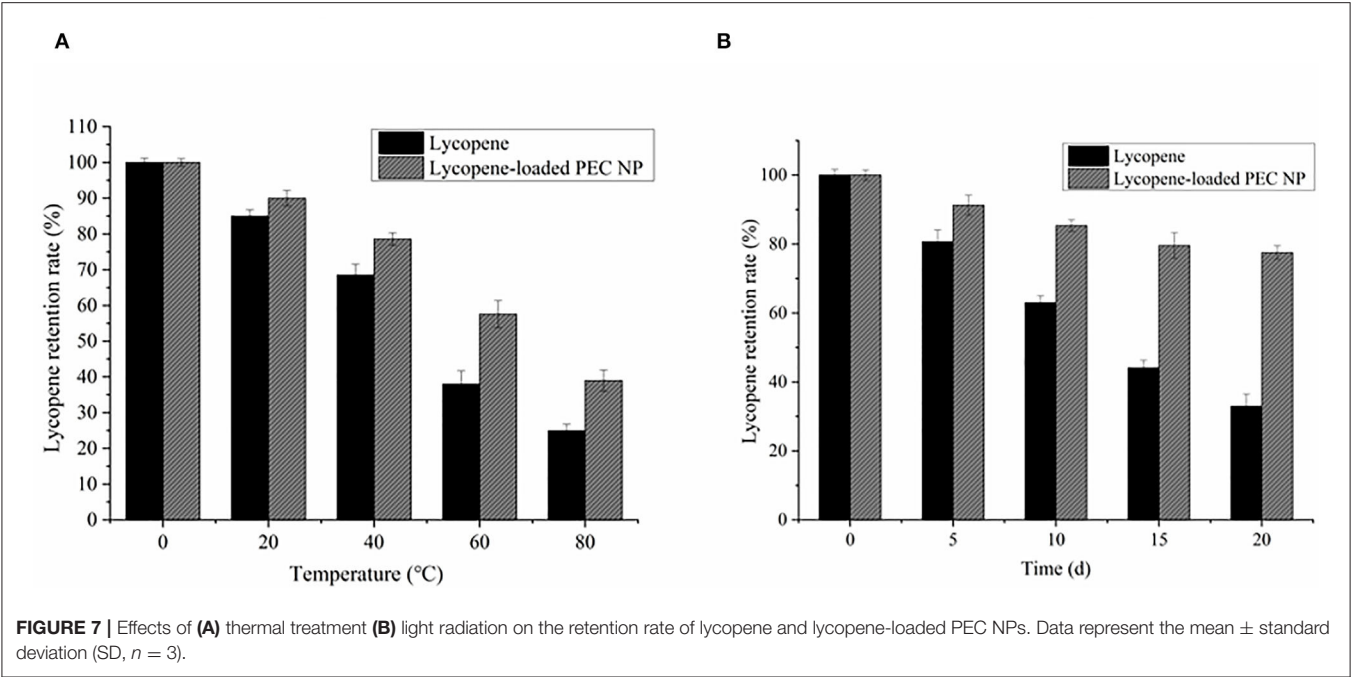 A
110
100
90
80
70
60
50
40
30
20
10
0
Lycopene retention rate (%)
Lycopene
Lycopene-loaded PEC NP
0 20 40 60 80
Temperature (℃)
B
100
80
60
40
20
0
Lycopene retention rate (%)
Lycopene
Lycopene-loaded PEC NP
0 5 10 15 20
Time (d)
FIGURE 7 | Effects of (A) thermal treatment (B) light radiation on the retention rate of lycopene and lycopene-loaded PEC NPs. Data represent the mean ± standard
deviation (SD, n = 3).